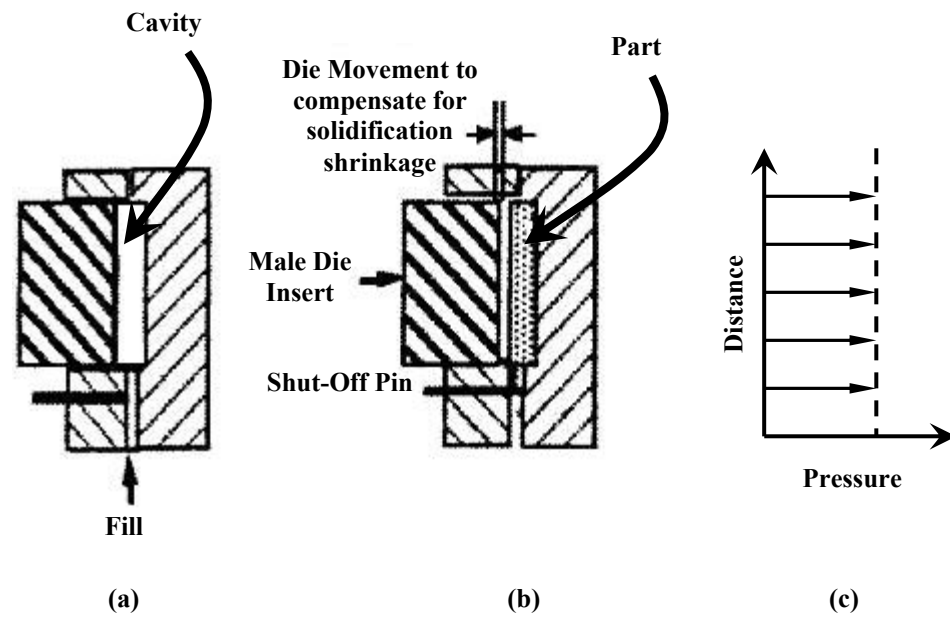 Cavity
Die Movement to
compensate for
solidification
shrinkage
Part
Male Die
Insert
Shut-Off Pin
Fill
Distance
Pressure
(a)
(b)
(c)